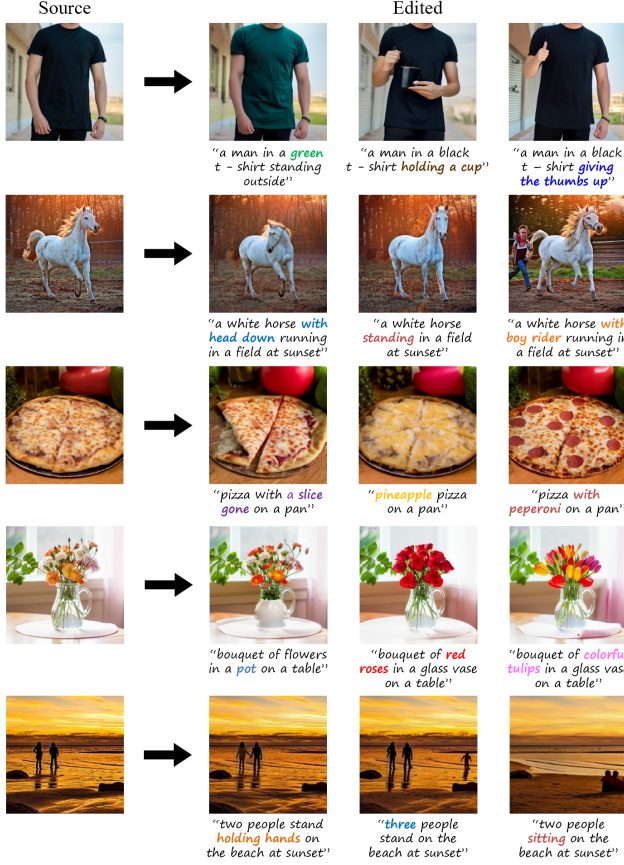 Source
Edited
“a man in a green
t - shirt standing
outside”
“a man in a black
t - shirt holding a cup”
“a man in a black
t – shirt giving
the thumbs up”
“a white horse with
head down running
in a field at sunset”
“a white horse
standing in a field
at sunset”
“a white horse with
boy rider running in
a field at sunset”
“pizza with a slice
gone on a pan”
“pineapple pizza
on a pan”
“pizza with
peperoni on a pan”
“bouquet of flowers
in a pot on a table”
“bouquet of red
roses in a glass vase
on a table”
“bouquet of colorfu
tulips in a glass vase
on a table”
“two people stand
holding hands on
the beach at sunset”
“three people
stand on the
beach at sunset”
“two people
sitting on the
beach at sunset”